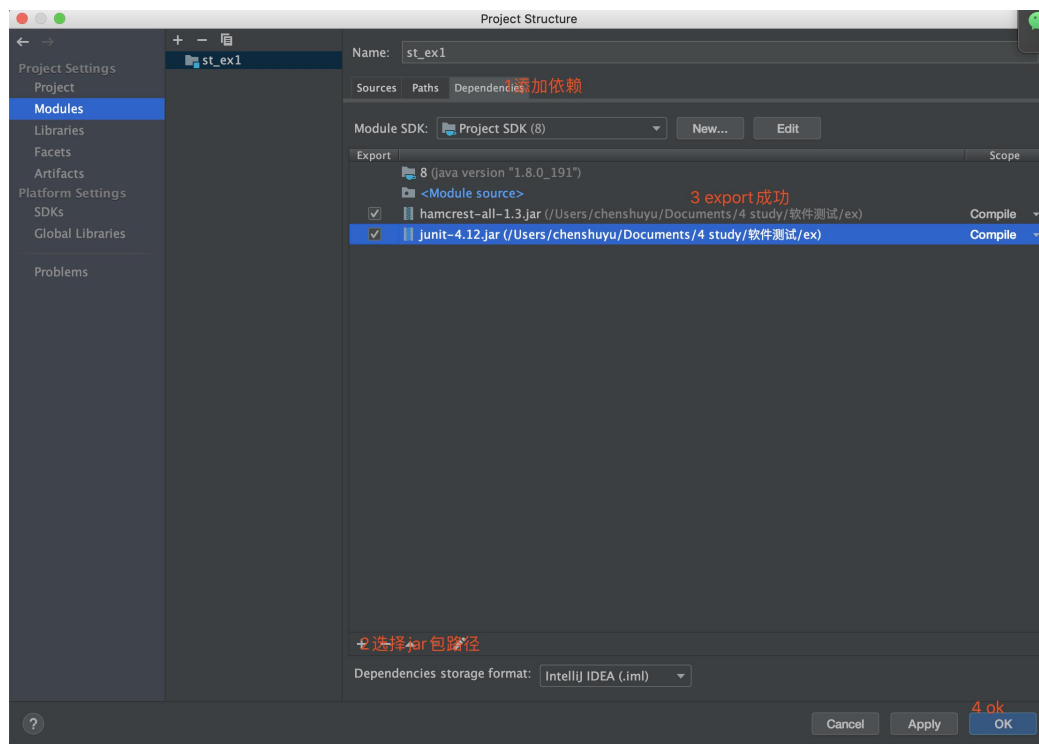 Project Structure
Project Settings
Project
Modules
Libraries
Facets
Artifacts
Platform Settings
SDKs
Global Libraries
Problems
st_ex1
Name: st_ex1
Sources Paths Dependencies 1添加依赖
Module SDK: Project SDK (8) New... Edit
Export Scope
8 (java version "1.8.0_191")
<Module source>
3 export成功
hamcrest-all-1.3.jar (/Users/chenshuyu/Documents/4 study/软件测试/ex) Compile
junit-4.12.jar (/Users/chenshuyu/Documents/4 study/软件测试/ex) Compile
2选择jar包路径
Dependencies storage format: IntelliJ IDEA (.iml)
4 ok
? Cancel Apply OK